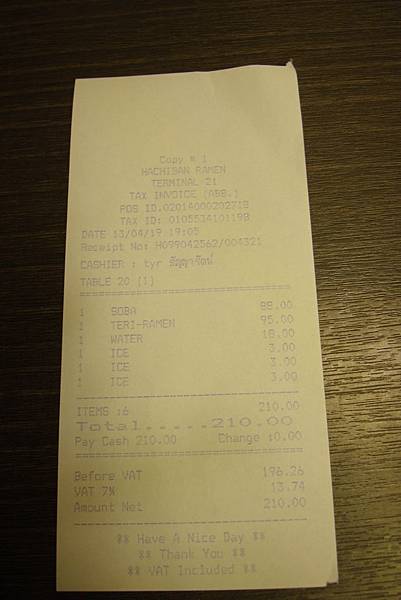 Copy # 1
HACHIBAN RAMEN
TERMINAL 21
TAX INVOICE (ABB.)
POS ID.020140002027218
TAX ID: 0105534101198
DATE 13/04/19 19:05
Receipt No: H099042562/004321
CASHIER : tyr
TABLE 20 [1]
1 SOBA 88.00
1 TERI-RAMEN 95.00
1 WATER 18.00
1 ICE 3.00
1 ICE 3.00
1 ICE 3.00
ITEMS :6 210.00
Total.....210.00
Pay Cash 210.00 Change :0.00
Before VAT 196.26
VAT 7% 13.74
Amount Net 210.00
** Have A Nice Day **
** Thank You **
** VAT Included **